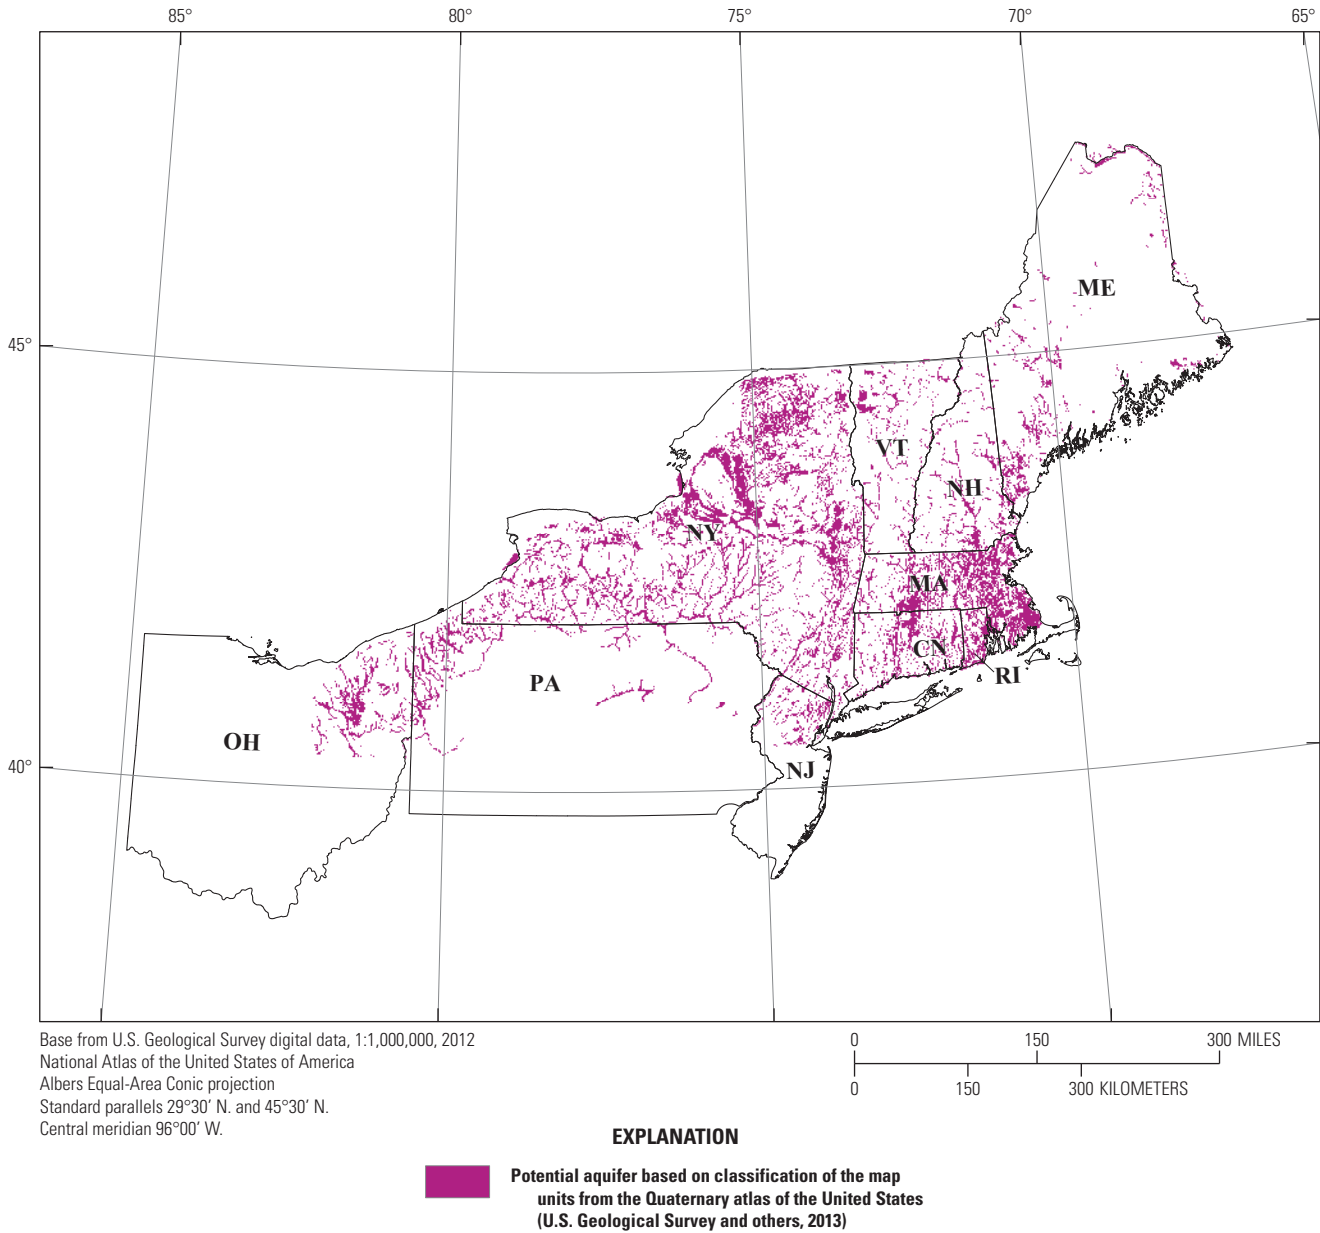 85°
80°
75°
70°
65°
45°
40°
ME
VT
NH
NY
MA
CN
RI
PA
OH
NJ
Base from U.S. Geological Survey digital data, 1:1,000,000, 2012
National Atlas of the United States of America
Albers Equal-Area Conic projection
Standard parallels 29°30′ N. and 45°30′ N.
Central meridian 96°00′ W.
0 150 300 MILES
0 150 300 KILOMETERS
EXPLANATION
Potential aquifer based on classification of the map
units from the Quaternary atlas of the United States
(U.S. Geological Survey and others, 2013)